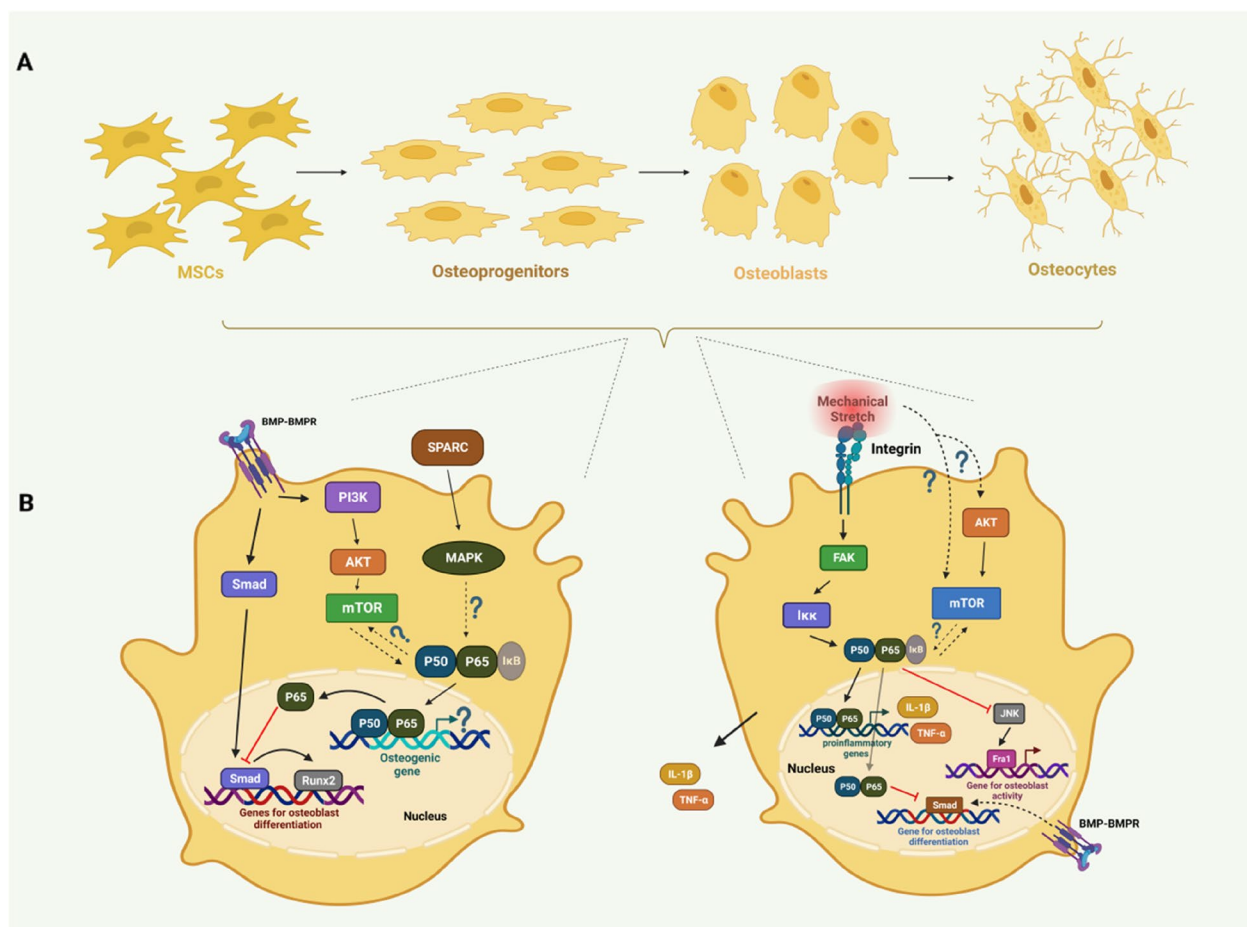 A
MSCs
Osteoprogenitors
Osteoblasts
Osteocytes
B
BMP-BMPR
SPARC
PI3K
MAPK
AKT
Smad
mTOR
?
?
P50
P65
IκB
P65
P50
P65
?
Osteogenic
gene
Smad
Runx2
Genes for osteoblast
differentiation
Nucleus
Mechanical
Stretch
Integrin
?
?
AKT
FAK
mTOR
Iκκ
?
P50
P65
IκB
IL-1β
TNF-α
P50
P65
proinflammatory
genes
JNK
Fra1
Gene for osteoblast
activity
Nucleus
P50
P65
Smad
Gene for osteoblast
differentiation
BMP-BMPR
IL-1β
TNF-α